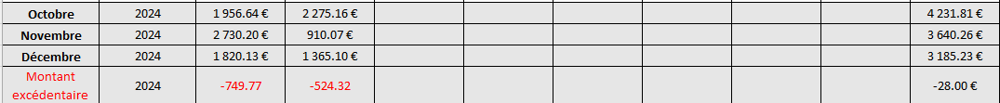 Octobre 2024 1 956.64 € 2 275.16 € 4 231.81 €
Novembre 2024 2 730.20 € 910.07 € 3 640.26 €
Décembre 2024 1 820.13 € 1 365.10 € 3 185.23 €
Montant
excédentaire 2024 -749.77 -524.32 -28.00 €